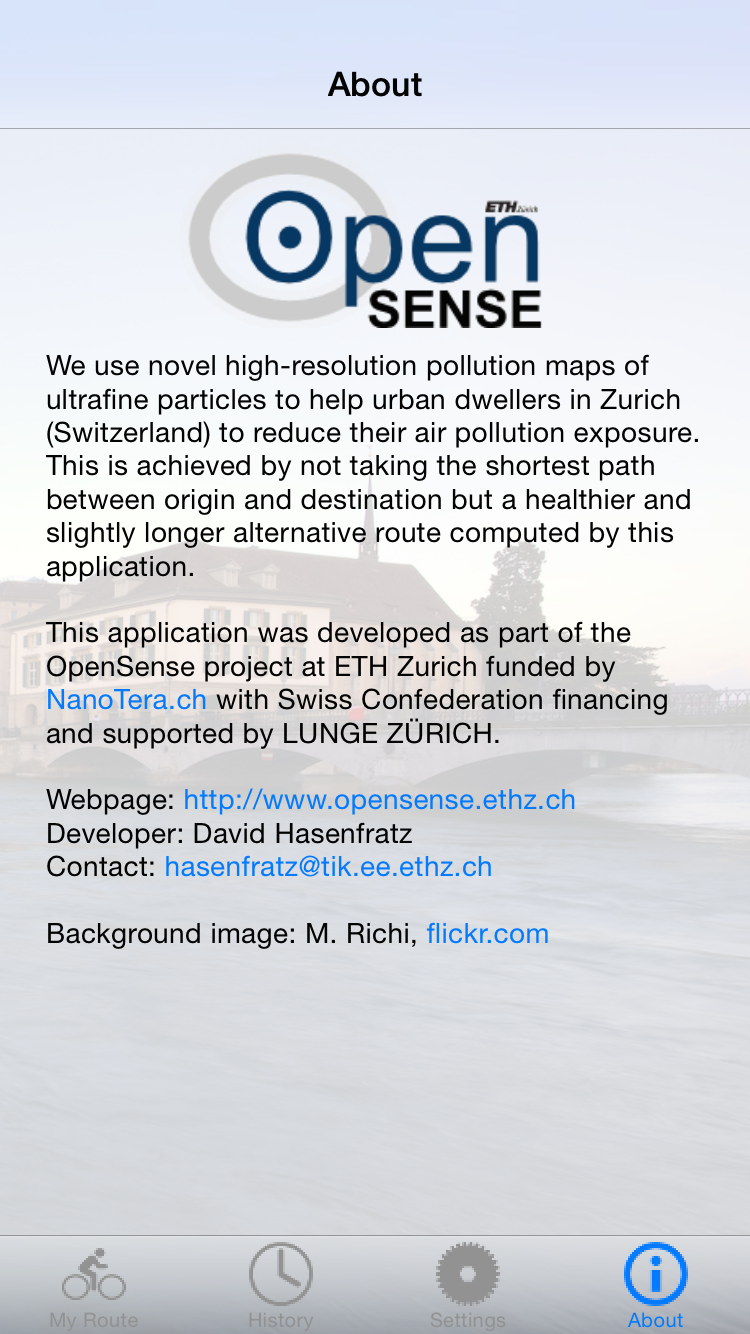 About
Open
ETH Zürich
SENSE
We use novel high-resolution pollution maps of
ultrafine particles to help urban dwellers in Zurich
(Switzerland) to reduce their air pollution exposure.
This is achieved by not taking the shortest path
between origin and destination but a healthier and
slightly longer alternative route computed by this
application.
This application was developed as part of the
OpenSense project at ETH Zurich funded by
NanoTera.ch with Swiss Confederation financing
and supported by LUNGE ZÜRICH.
Webpage: http://www.opensense.ethz.ch
Developer: David Hasenfratz
Contact: hasenfratz@tik.ee.ethz.ch
Background image: M. Richi, flickr.com
My Route
History
Settings
About